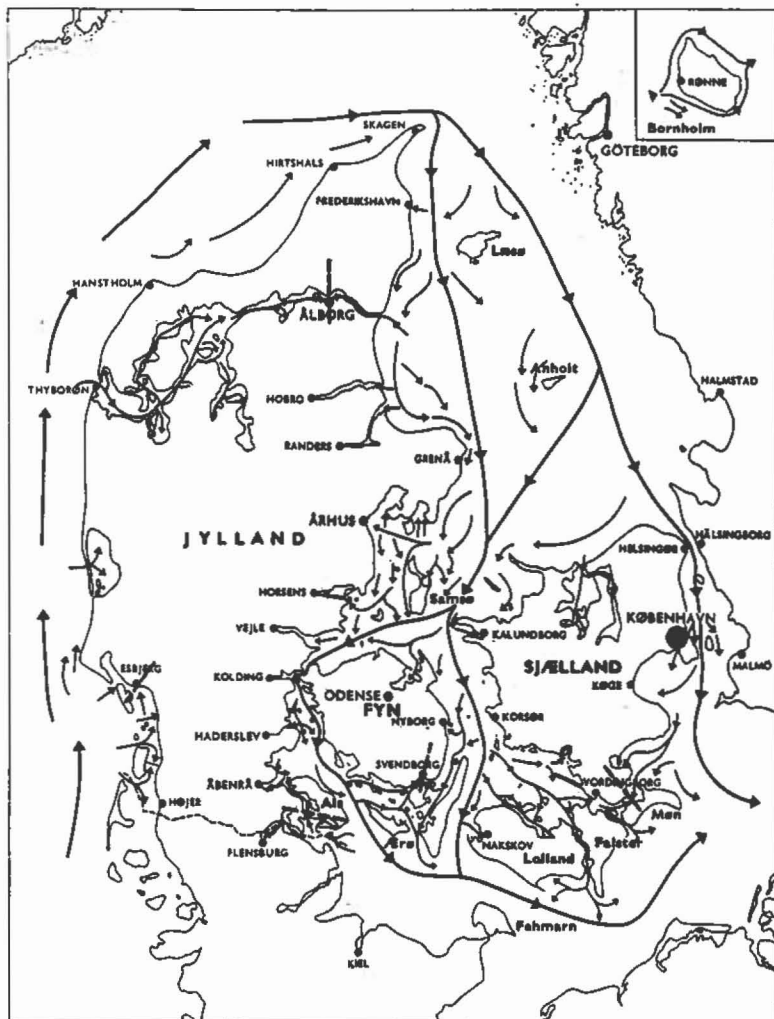 RØNNE
Bornholm
SKAGEN
GÖTEBORG
HIRTSHALS
FREDERIKSHAVN
Læsø
HANSTHOLM
ÅLBORG
Anholt
THYBORØN
HALMSTAD
HOBRO
RANDERS
GRENÅ
ÅRHUS
JYLLAND
HELSINGØR
HÄLSINGBORG
HORSENS
Samsø
KØBENHAVN
VEJLE
KALUNDBORG
SJÆLLAND
MALMÖ
ESBJERG
KOLDING
ODENSE
KØGE
FYN
NYBORG
KORSØR
HADERSLEV
SVENDBORG
VORDINGBORG
ÅBENRÅ
Als
Møn
HØJER
Falster
FLENSBURG
Ærø
NAKSKOV
Lolland
Fehmarn
KIEL